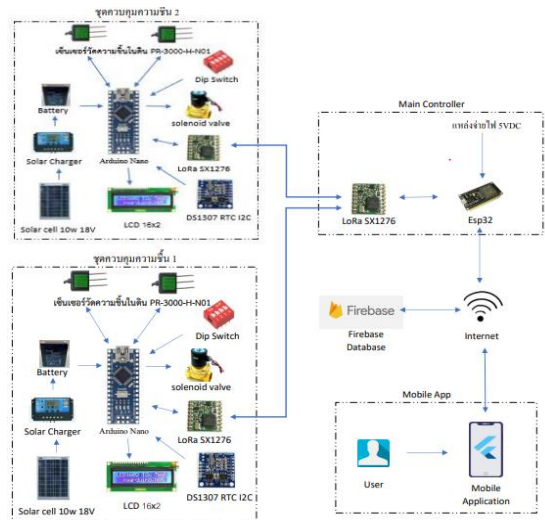 ชุดควบคุมความชื้น 2
เซ็นเซอร์วัดความชื้นในดิน PR-3000-H-N01
Dip Switch
Battery
solenoid valve
Solar Charger
Arduino Nano
LoRa SX1276
Solar cell 10w 18V
LCD 16x2
DS1307 RTC I2C
Main Controller
แหล่งจ่ายไฟ 5VDC
LoRa SX1276
Esp32
ชุดควบคุมความชื้น 1
เซ็นเซอร์วัดความชื้นในดิน PR-3000-H-N01
Dip Switch
Battery
solenoid valve
Solar Charger
Arduino Nano
LoRa SX1276
Solar cell 10w 18V
LCD 16x2
DS1307 RTC I2C
Firebase
Firebase
Database
Internet
Mobile App
User
Mobile
Application